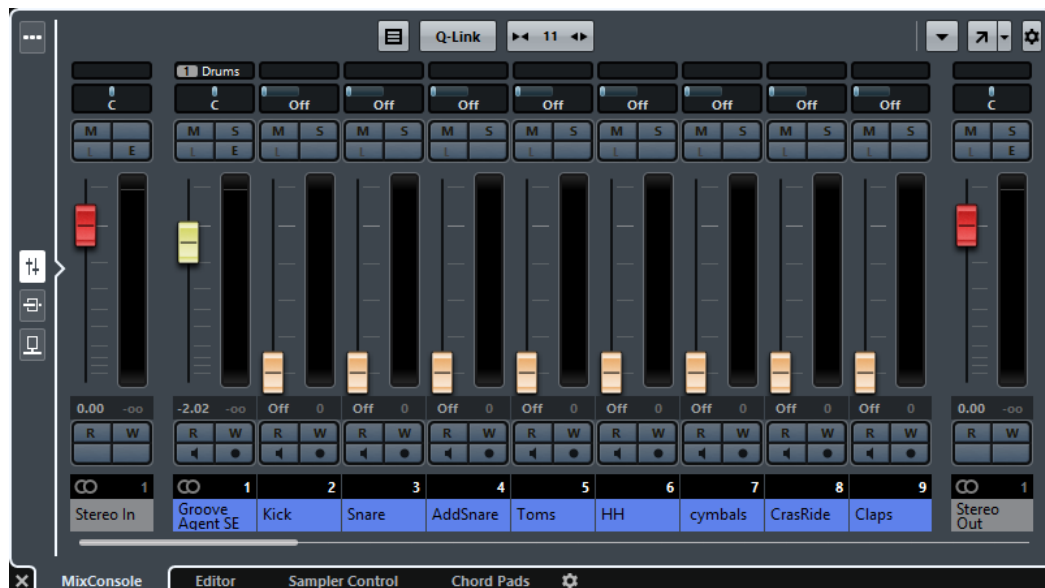 Q-Link 11
1 Drums
C C Off Off Off Off Off Off Off Off C
M M S M S M S M S M S M S M S M S M S M S
L E L E L L L L L L L L L E
0.00 -oo -2.02 -oo Off 0 Off 0 Off 0 Off 0 Off 0 Off 0 Off 0 Off 0 0.00 -oo
R W R W R W R W R W R W R W R W R W R W R W
1 1 2 3 4 5 6 7 8 9 1
Stereo In Groove Agent SE Kick Snare AddSnare Toms HH cymbals CrasRide Claps Stereo Out
MixConsole Editor Sampler Control Chord Pads